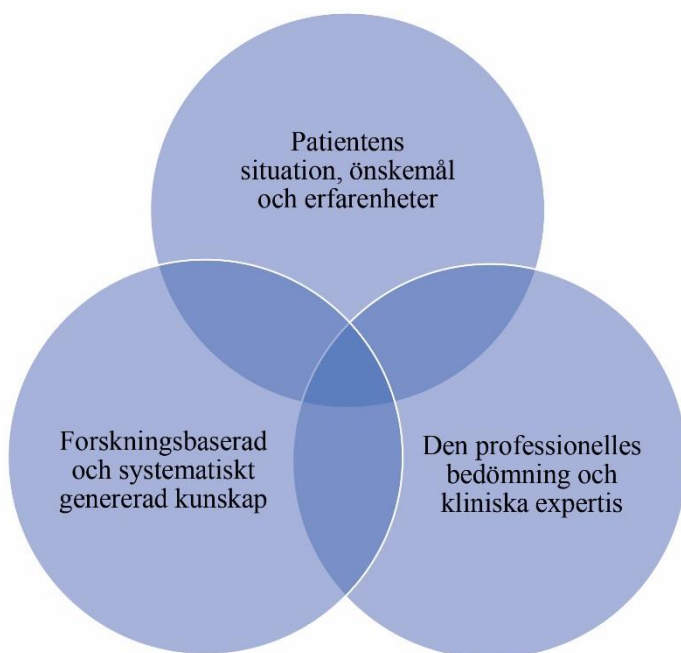 Patientens
situation, önskemål
och erfarenheter
Forskningsbaserad
och systematiskt
genererad kunskap
Den professionelles
bedömning och
kliniska expertis